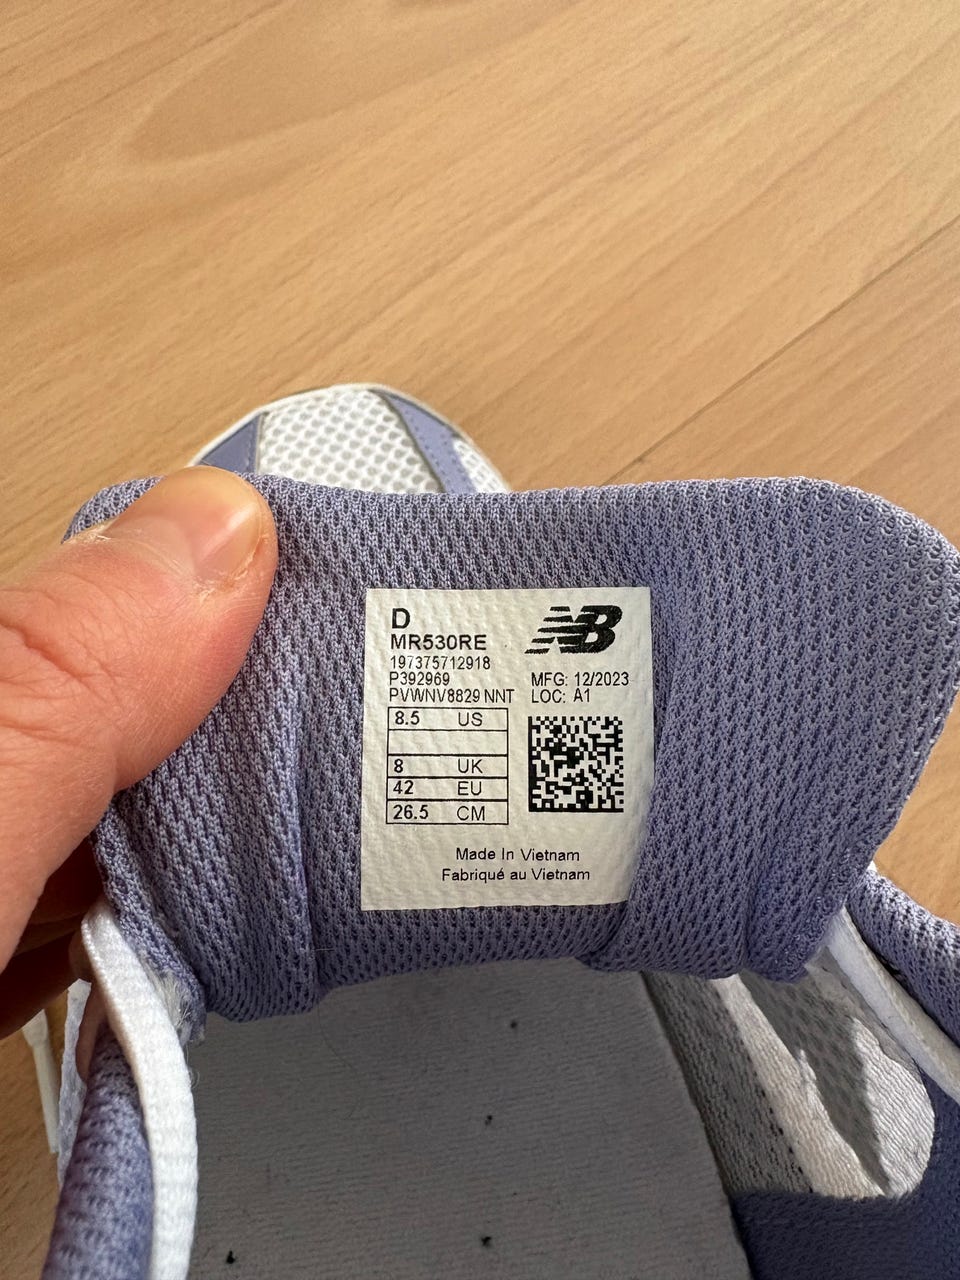 D
NB
MR530RE
197375712918
P392969
MFG: 12/2023
PVWNV8829 NNT
LOC: A1
8.5 US
8 UK
42 EU
26.5 CM
Made In Vietnam
Fabriqué au Vietnam